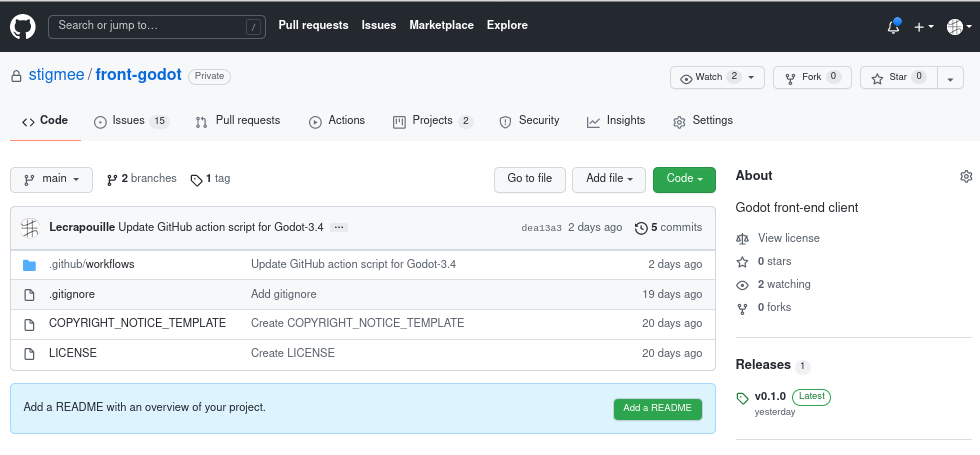 Search or jump to… /
Pull requests Issues Marketplace Explore
stigmee / front-godot Private
Watch 2 Fork 0 Star 0
Code Issues 15 Pull requests Actions Projects 2 Security Insights Settings
main 2 branches 1 tag Go to file Add file Code
Lecrapouille Update GitHub action script for Godot-3.4 ... dea13a3 2 days ago 5 commits
.github/workflows Update GitHub action script for Godot-3.4 2 days ago
.gitignore Add gitignore 19 days ago
COPYRIGHT_NOTICE_TEMPLATE Create COPYRIGHT_NOTICE_TEMPLATE 20 days ago
LICENSE Create LICENSE 20 days ago
Add a README with an overview of your project. Add a README
About
Godot front-end client
View license
0 stars
2 watching
0 forks
Releases 1
v0.1.0 Latest
yesterday